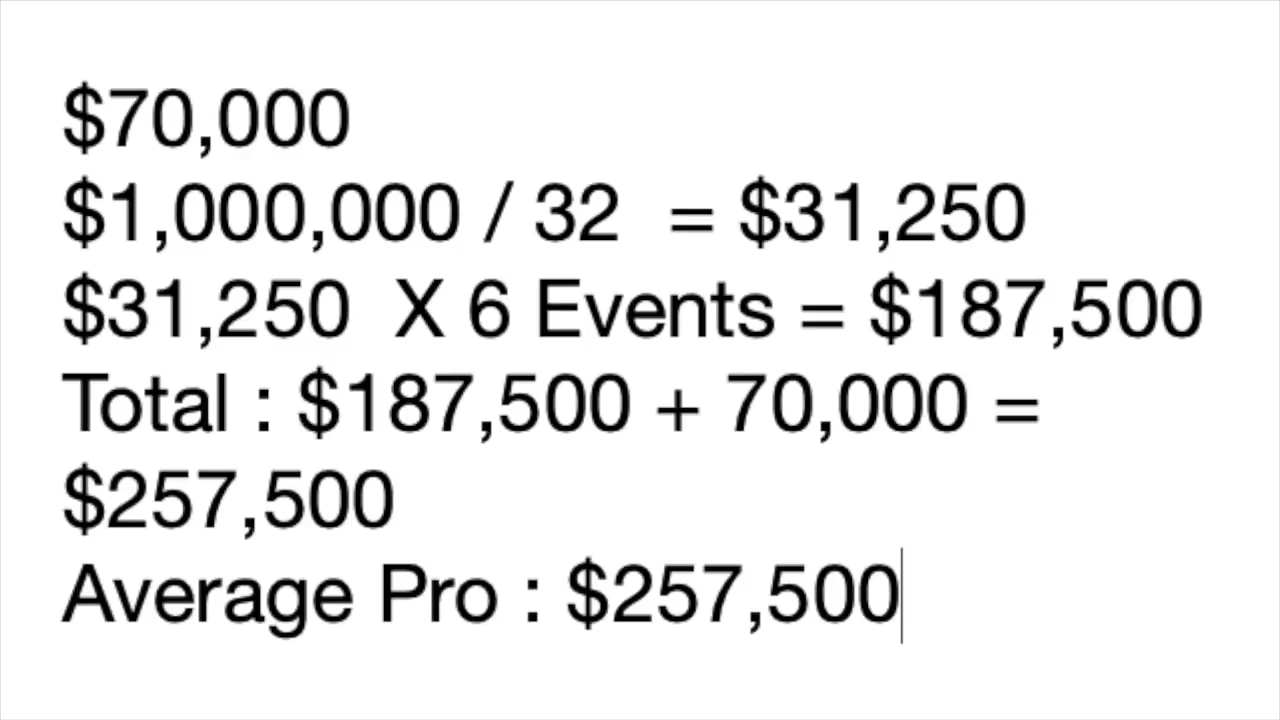 $70,000
$1,000,000 / 32  = $31,250
$31,250  X 6 Events = $187,500
Total : $187,500 + 70,000 =
$257,500
Average Pro : $257,500